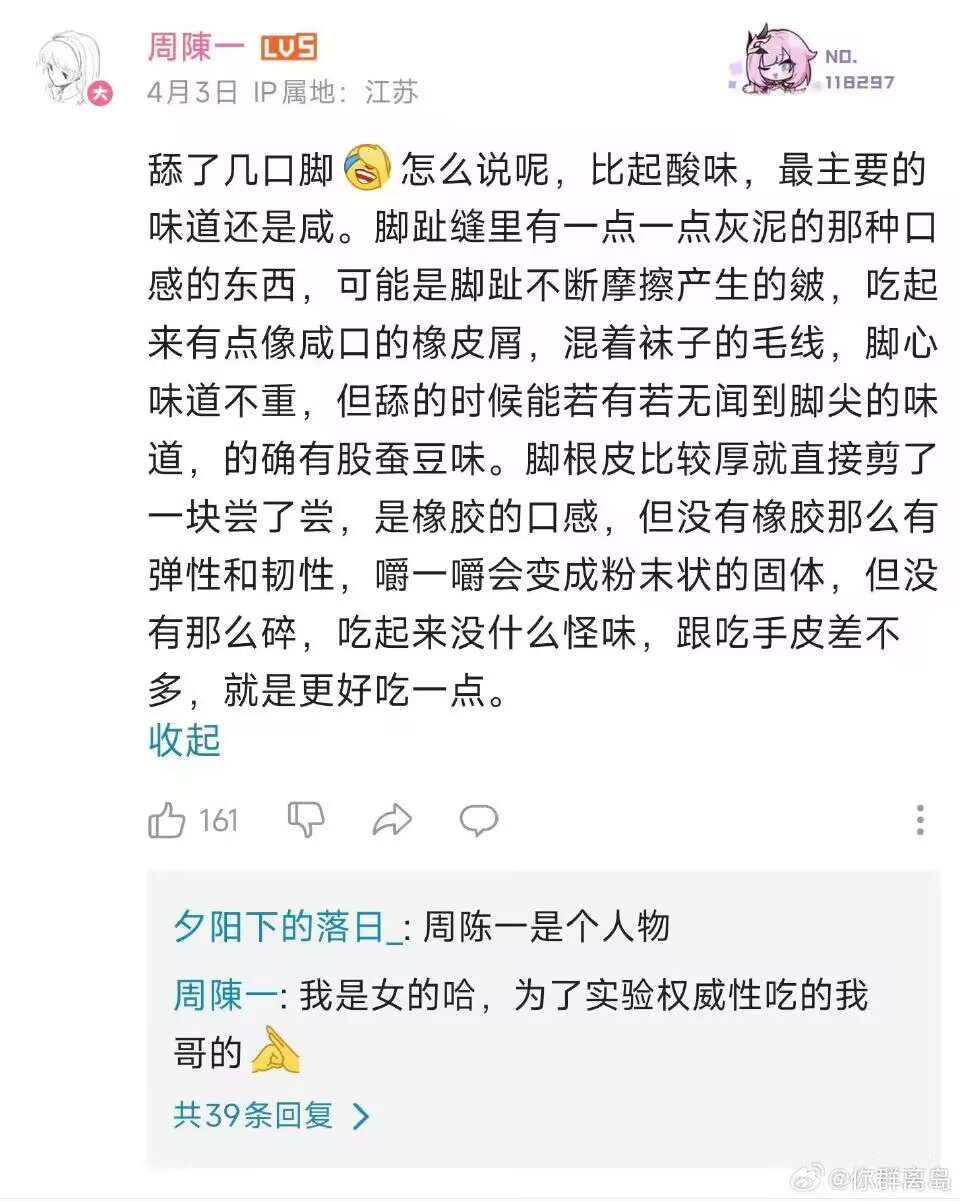 周陳一 LV5
NO.
118297
大
4月3日 IP属地：江苏
舔了几口脚怎么说呢，比起酸味，最主要的
味道还是咸。脚趾缝里有一点一点灰泥的那种口
感的东西，可能是脚趾不断摩擦产生的皴，吃起
来有点像咸口的橡皮屑，混着袜子的毛线，脚心
味道不重，但舔的时候能若有若无闻到脚尖的味
道，的确有股蚕豆味。脚根皮比较厚就直接剪了
一块尝了尝，是橡胶的口感，但没有橡胶那么有
弹性和韧性，嚼一嚼会变成粉末状的固体，但没
有那么碎，吃起来没什么怪味，跟吃手皮差不
多，就是更好吃一点。
收起
161
夕阳下的落日_: 周陈一是个人物
周陳一: 我是女的哈，为了实验权威性吃的我
哥的
共39条回复
@你群离岛